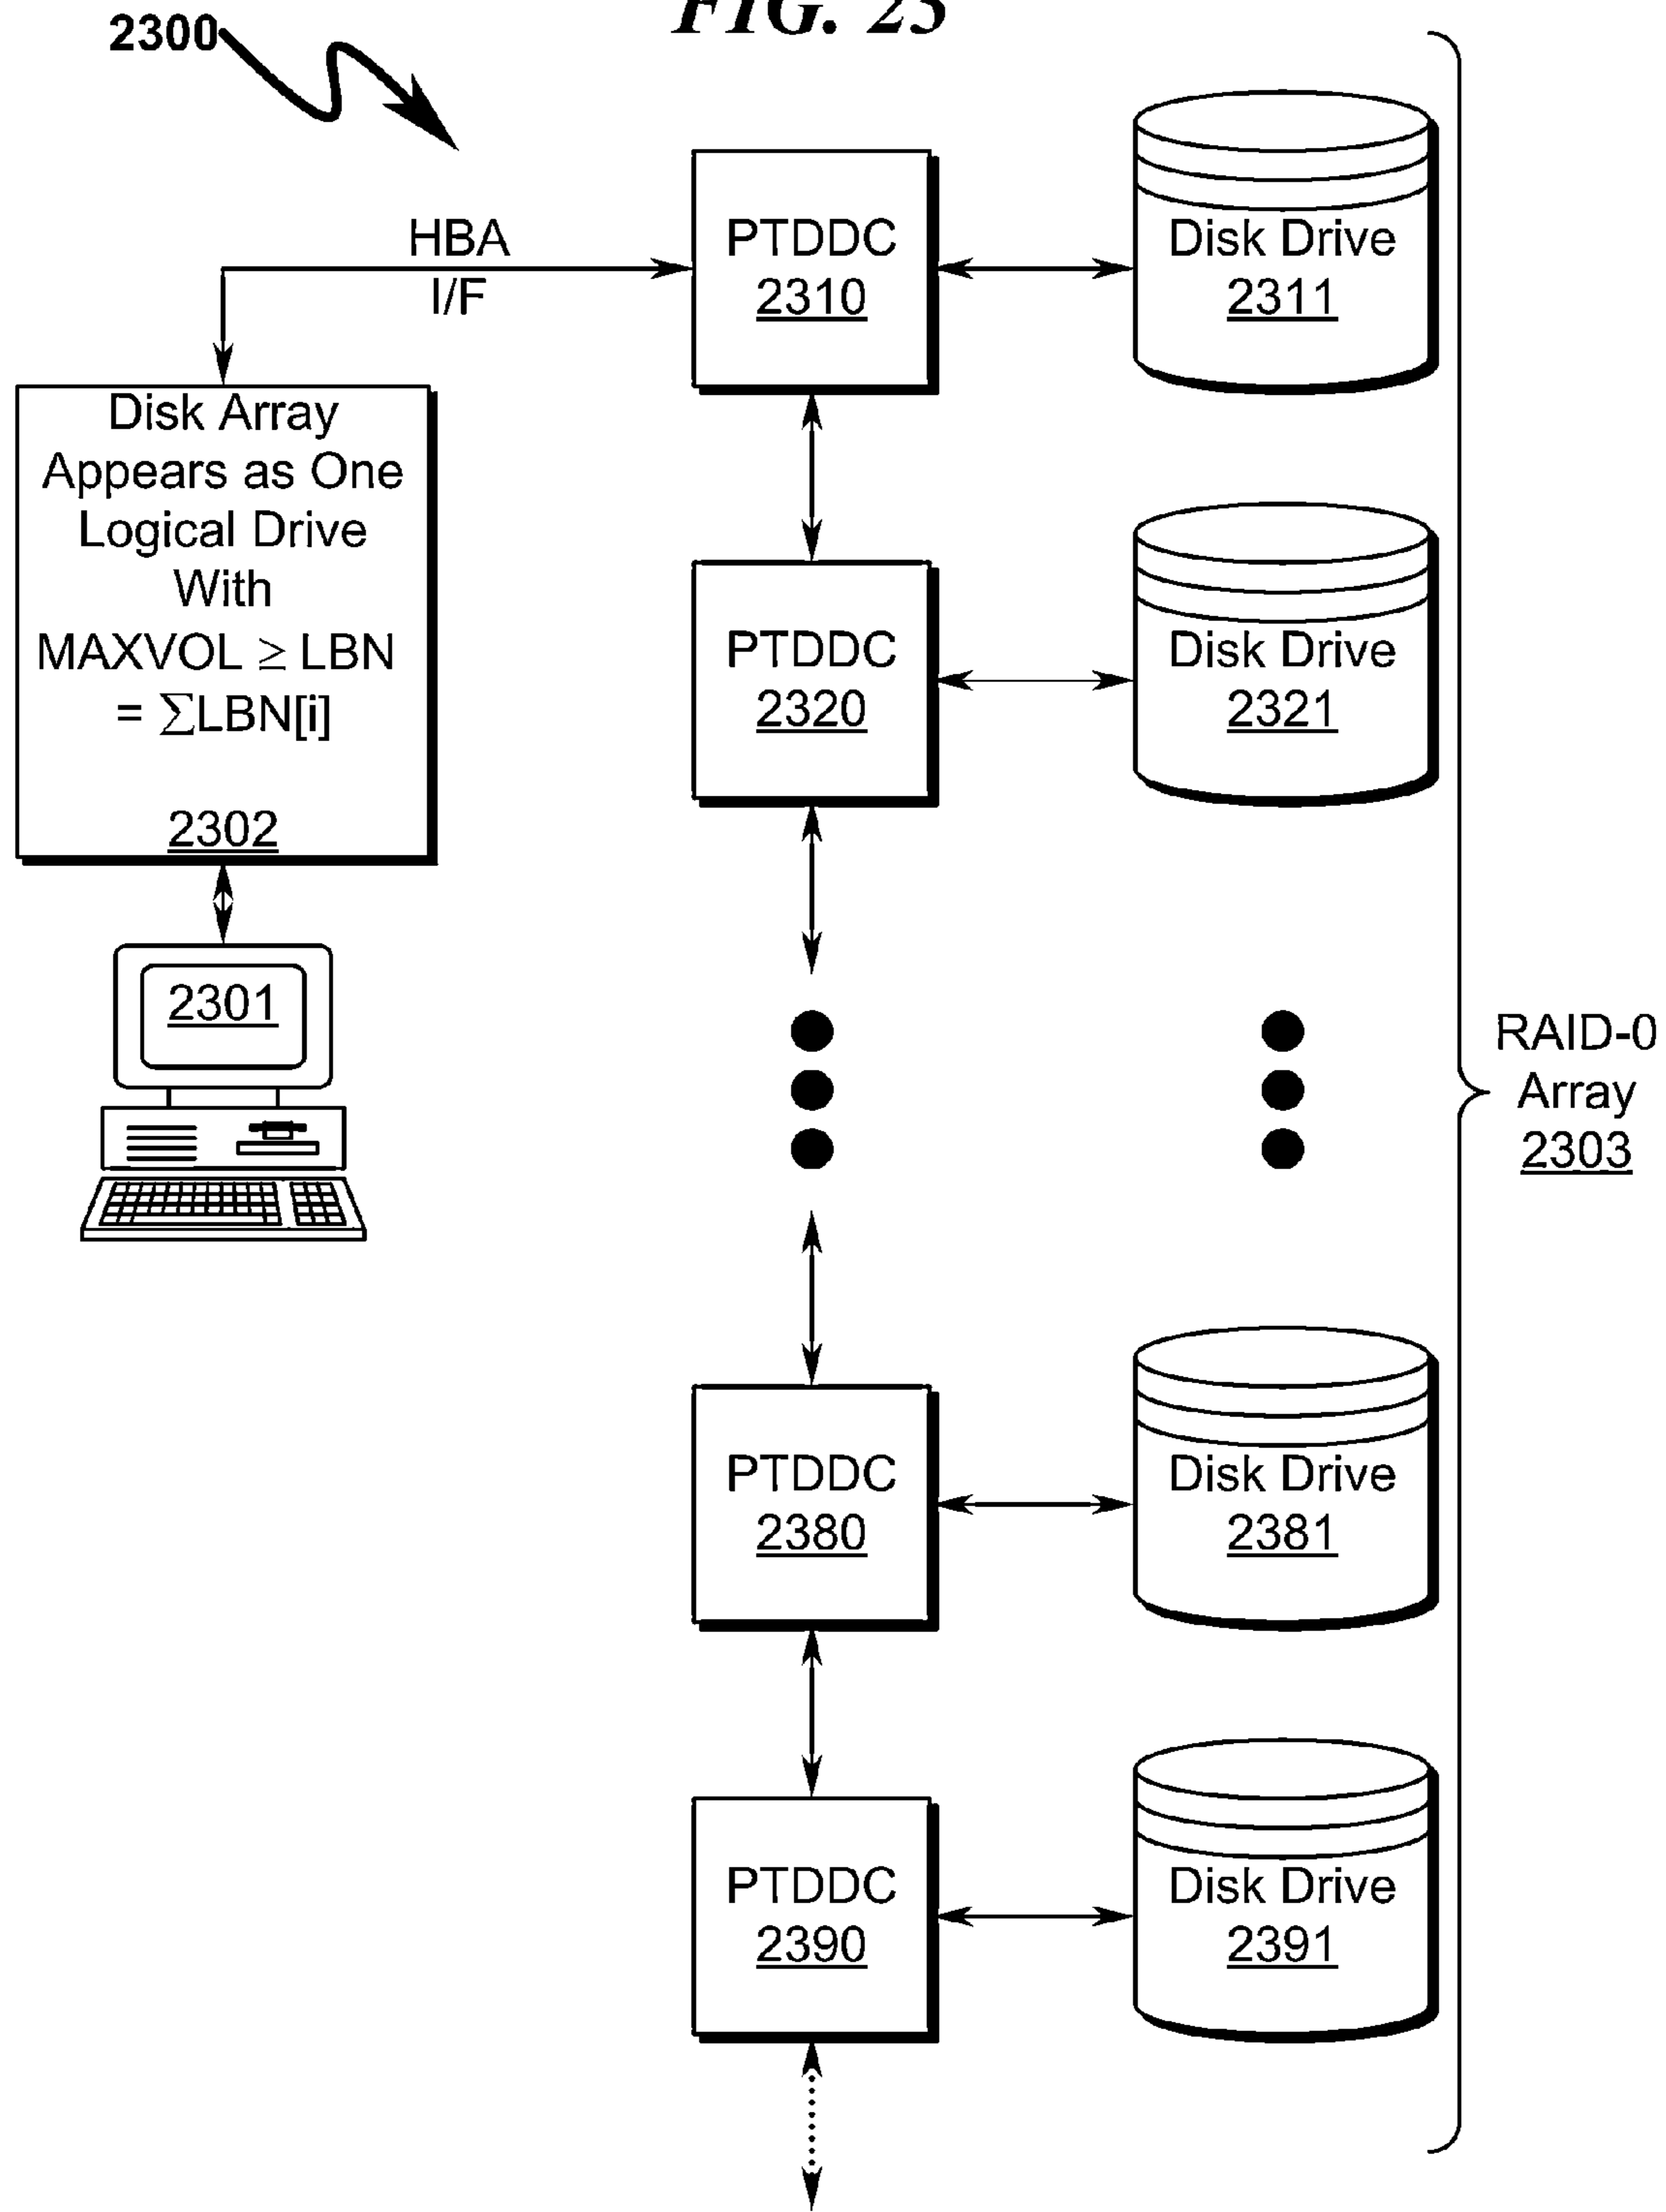 FIG. 23
2300
HBA
I/F
PTDDC
2310
Disk Drive
2311
Disk Array
Appears as One
Logical Drive
With
MAXVOL ≥ LBN
= ∑LBN[i]
2302
PTDDC
2320
Disk Drive
2321
2301
RAID-0
Array
2303
PTDDC
2380
Disk Drive
2381
PTDDC
2390
Disk Drive
2391